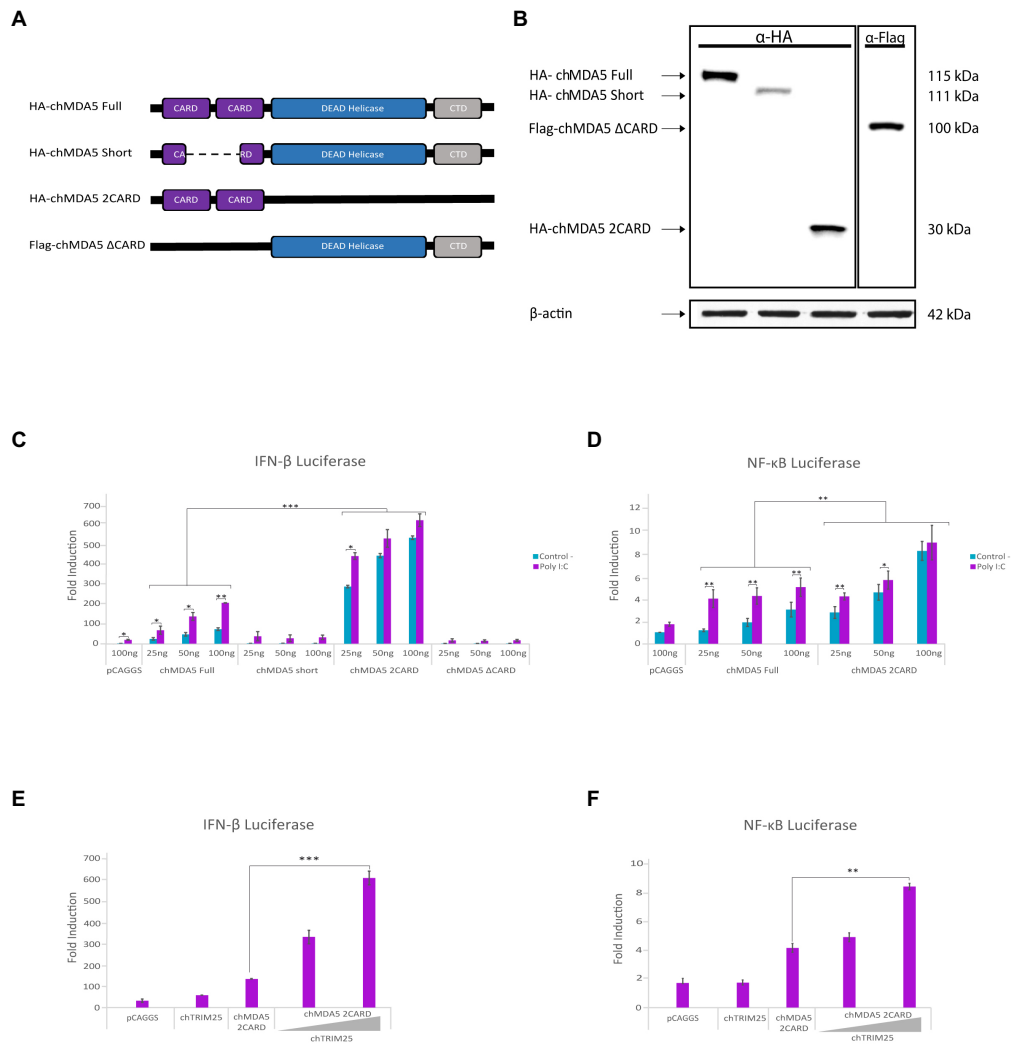 A
HA-chMDA5 Full
CARD CARD DEAD Helicase CTD
HA-chMDA5 Short
CA RD DEAD Helicase CTD
HA-chMDA5 2CARD
CARD CARD
Flag-chMDA5 ΔCARD
DEAD Helicase CTD
B
α-HA α-Flag
HA- chMDA5 Full 115 kDa
HA- chMDA5 Short 111 kDa
Flag-chMDA5 ΔCARD 100 kDa
HA-chMDA5 2CARD 30 kDa
β-actin 42 kDa
C
IFN-β Luciferase
Fold Induction
700
600
500
400
300
200
100
0
***
* * * ** *
Control -
Poly I:C
100ng 25ng 50ng 100ng 25ng 50ng 100ng 25ng 50ng 100ng 25ng 50ng 100ng
pCAGGS chMDA5 Full chMDA5 short chMDA5 2CARD chMDA5 ΔCARD
D
NF-κB Luciferase
Fold Induction
12
10
8
6
4
2
0
**
** ** ** ** *
Control -
Poly I:C
100ng 25ng 50ng 100ng 25ng 50ng 100ng
pCAGGS chMDA5 Full chMDA5 2CARD
E
IFN-β Luciferase
Fold Induction
700
600
500
400
300
200
100
0
***
pCAGGS chTRIM25 chMDA5 2CARD chMDA5 2CARD
chTRIM25
F
NF-κB Luciferase
Fold Induction
10
8
6
4
2
0
**
pCAGGS chTRIM25 chMDA5 2CARD chMDA5 2CARD
chTRIM25